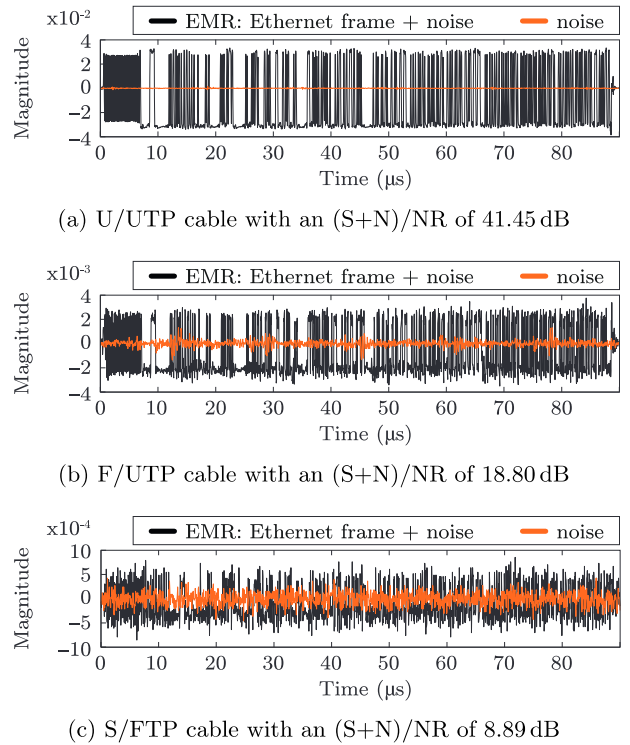 x10⁻²
EMR: Ethernet frame + noise noise
Magnitude
4
2
0
−2
−4
0 10 20 30 40 50 60 70 80
Time (µs)
(a) U/UTP cable with an (S+N)/NR of 41.45 dB
x10⁻³
EMR: Ethernet frame + noise noise
Magnitude
4
2
0
−2
−4
0 10 20 30 40 50 60 70 80
Time (µs)
(b) F/UTP cable with an (S+N)/NR of 18.80 dB
x10⁻⁴
EMR: Ethernet frame + noise noise
Magnitude
10
5
0
−5
−10
0 10 20 30 40 50 60 70 80
Time (µs)
(c) S/FTP cable with an (S+N)/NR of 8.89 dB